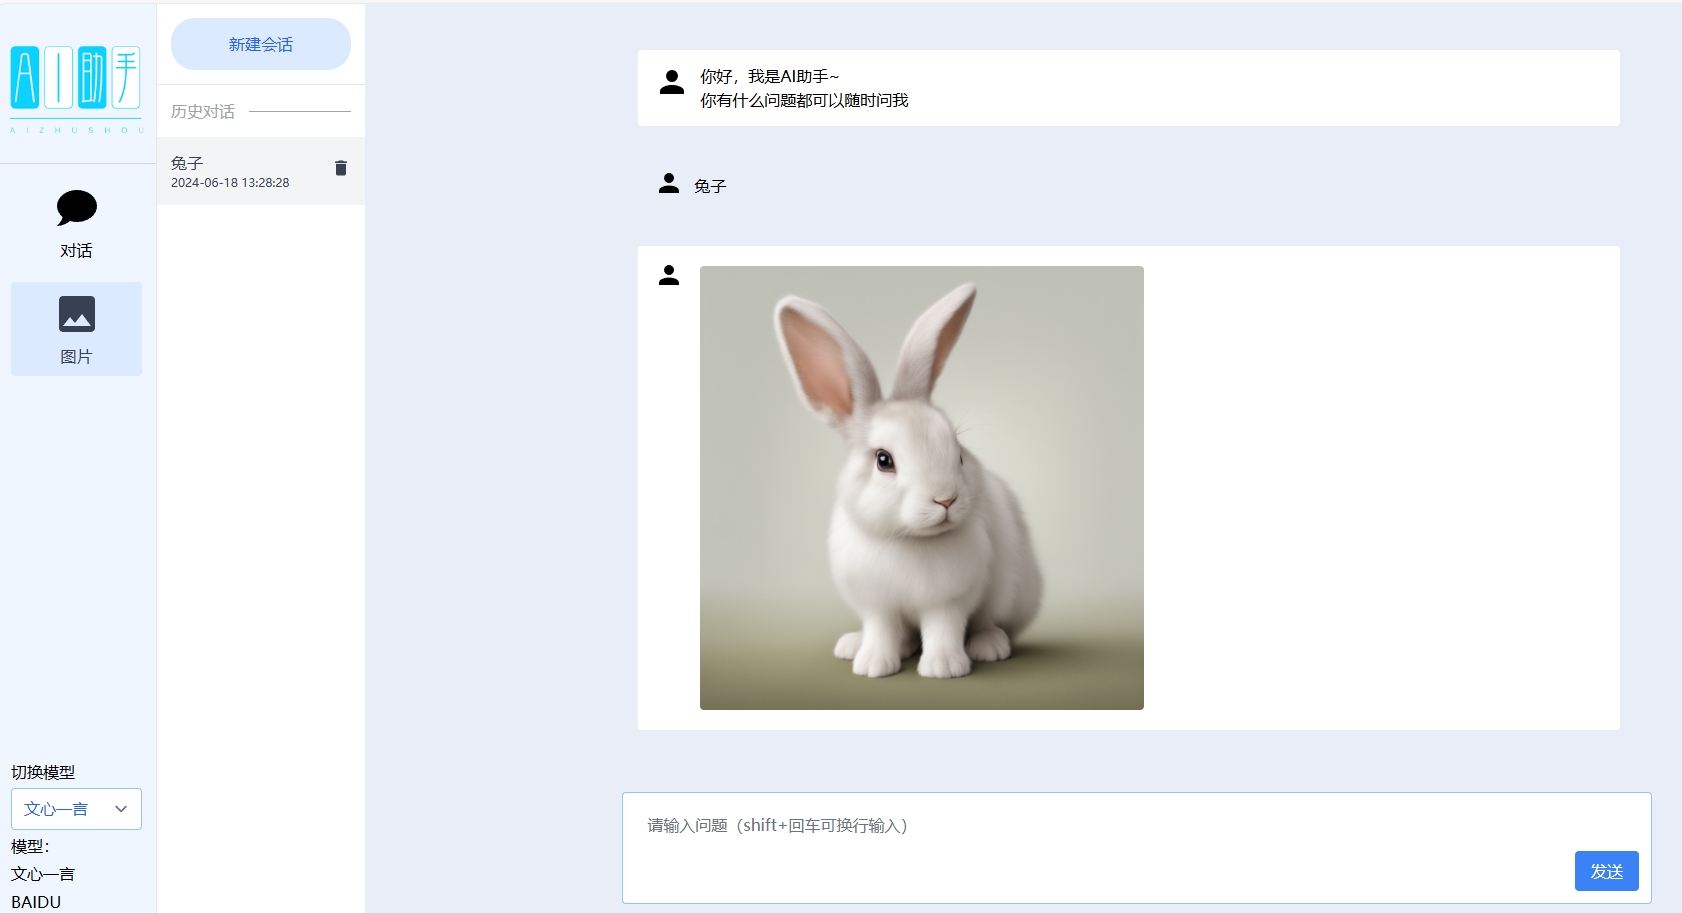 AI助手
AIZHUSHOU
对话
图片
切换模型
文心一言
模型：
文心一言
BAIDU
新建会话
历史对话
兔子
2024-06-18 13:28:28
你好，我是AI助手~
你有什么问题都可以随时问我
兔子
请输入问题（shift+回车可换行输入）
发送